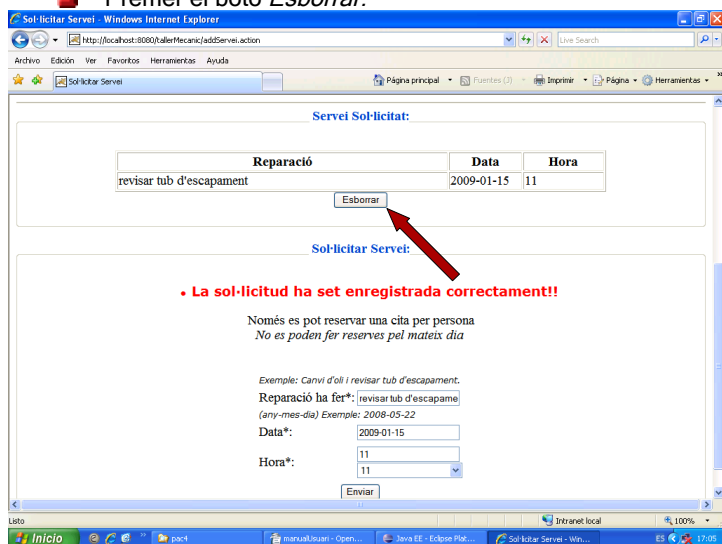 Premer el botó Esborrar.
Sol·licitar Servei - Windows Internet Explorer
http://localhost:8080/tallerMecanic/addServei.action
Live Search
Archivo Edición Ver Favoritos Herramientas Ayuda
Sol·licitar Servei
Página principal Fuentes (J) Imprimir Página Herramientas »
Servei Sol·licitat:
Reparació Data Hora
revisar tub d'escapament 2009-01-15 11
Esborrar
Sol·licitar Servei:
• La sol·licitud ha set enregistrada correctament!!
Només es pot reservar una cita per persona
No es poden fer reserves pel mateix dia
Exemple: Canvi d'oli i revisar tub d'escapament.
Reparació ha fer*: revisar tub d'escapame
(any-mes-dia) Exemple: 2008-05-22
Data*: 2009-01-15
Hora*: 11
11
Enviar
Listo Intranet local 100%
Inicio » pac4 manualUsuari - Open... Java EE - Eclipse Plat... Sol·licitar Servei - Win... ES 17:05